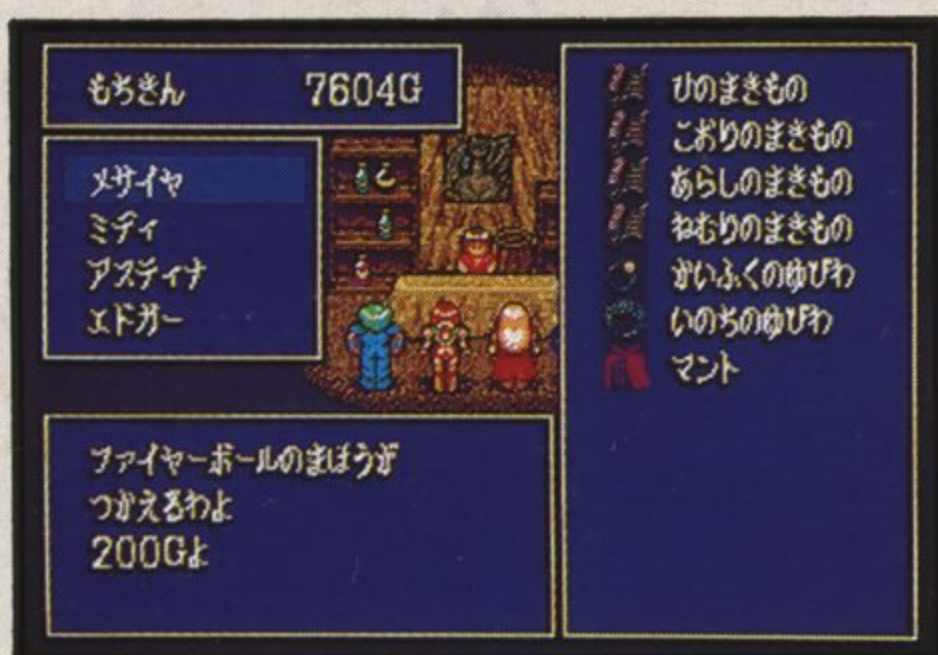 もちきん 7604G
メサイヤ
ミディ
アスティナ
エドガー
ファイヤーボールのまほうが
つかえるわよ
200Gよ
ひのまきもの
こおりのまきもの
あらしのまきもの
ねむりのまきもの
かいふくのゆびわ
いのちのゆびわ
マント